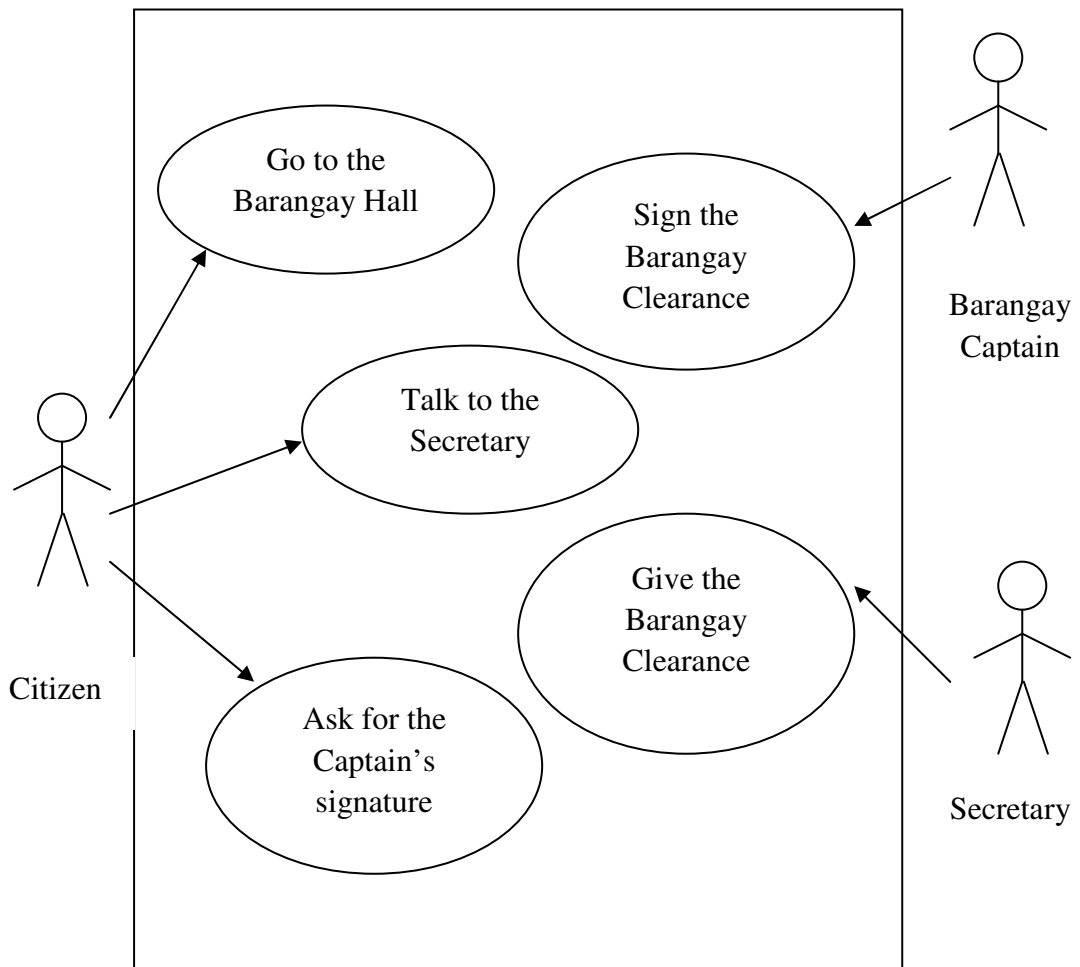 Go to the
Barangay Hall
Sign the
Barangay
Clearance
Barangay
Captain
Talk to the
Secretary
Give the
Barangay
Clearance
Citizen
Ask for the
Captain’s
signature
Secretary